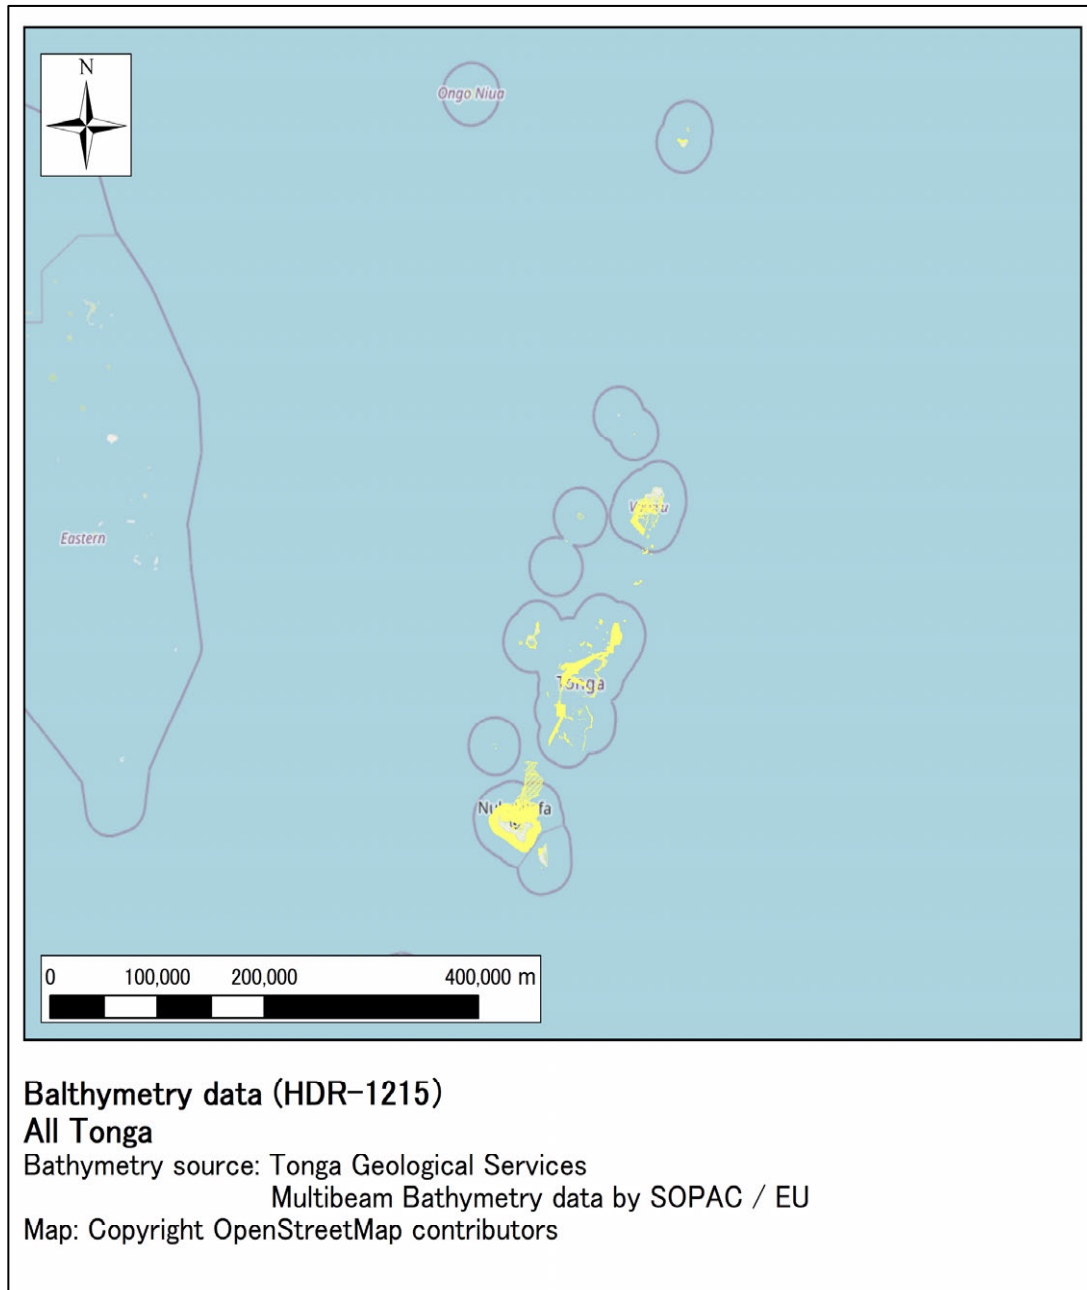 N
Ongo Niua
Eastern
Tonga
0 100,000 200,000 400,000 m
Balthymetry data (HDR-1215)
All Tonga
Bathymetry source: Tonga Geological Services
Multibeam Bathymetry data by SOPAC / EU
Map: Copyright OpenStreetMap contributors